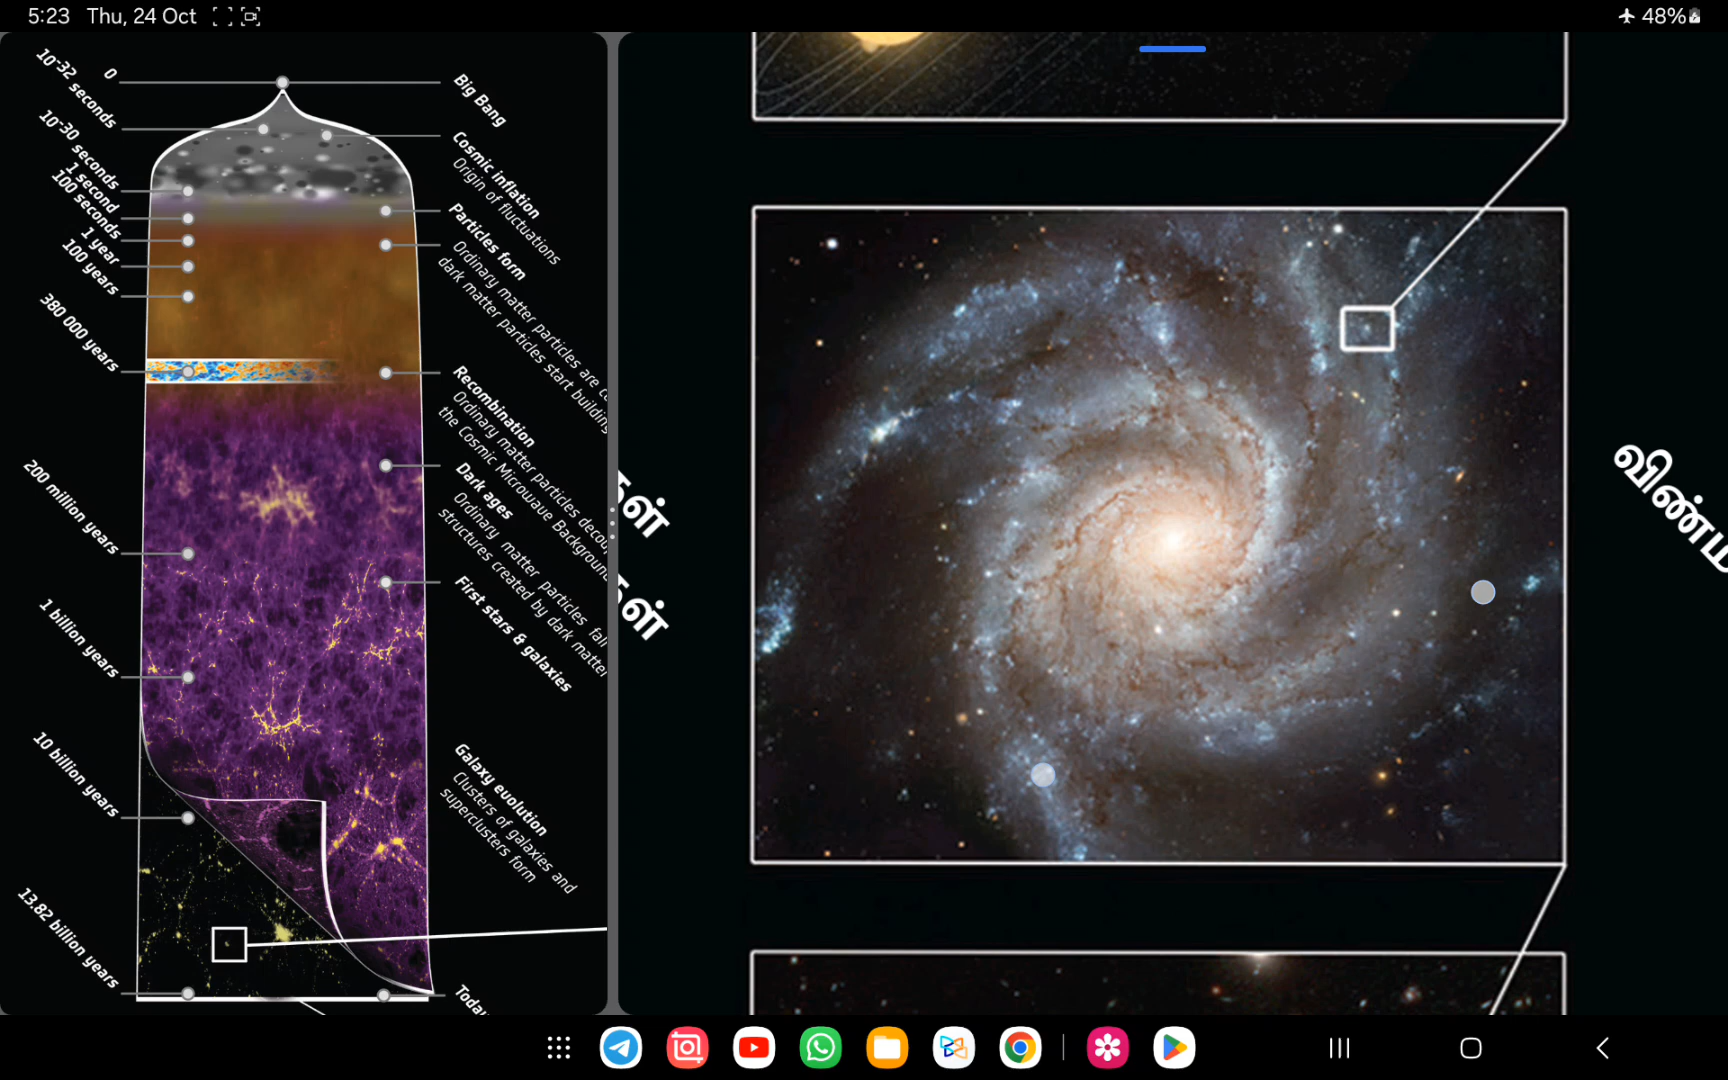 5:23 Thu, 24 Oct
48%
0
10-32 seconds
10-30 seconds
1 second
100 seconds
1 year
100 years
380 000 years
200 million years
1 billion years
10 billion years
13.82 billion years
Big Bang
Cosmic inflation
Origin of fluctuations
Particles form
Ordinary matter particles are
dark matter particles start building
Recombination
Ordinary matter particles
the Cosmic Microwave Background
Dark ages
Ordinary matter particles fall
structures created by dark matter
First stars & galaxies
Galaxy evolution
Clusters of galaxies and
superclusters form